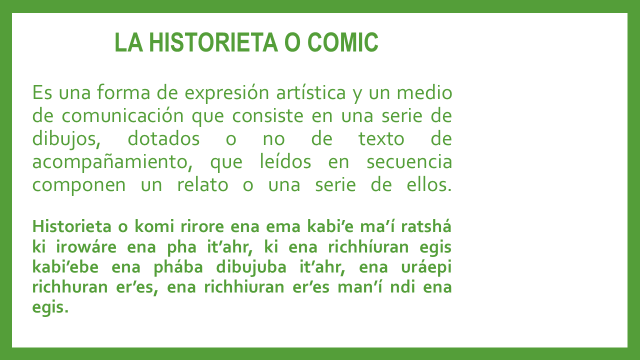 LA HISTORIETA O COMIC
Es una forma de expresión artística y un medio
de comunicación que consiste en una serie de
dibujos, dotados o no de texto de
acompañamiento, que leídos en secuencia
componen un relato o una serie de ellos.
Historieta o komi rirore ena ema kabi’e ma’í ratshá
ki irowáre ena pha it’ahr, ki ena richhíuran egis
kabi’ebe ena phába dibujuba it’ahr, ena uráepi
richhuran er’es, ena richhiuran er’es man’í ndi ena
egis.